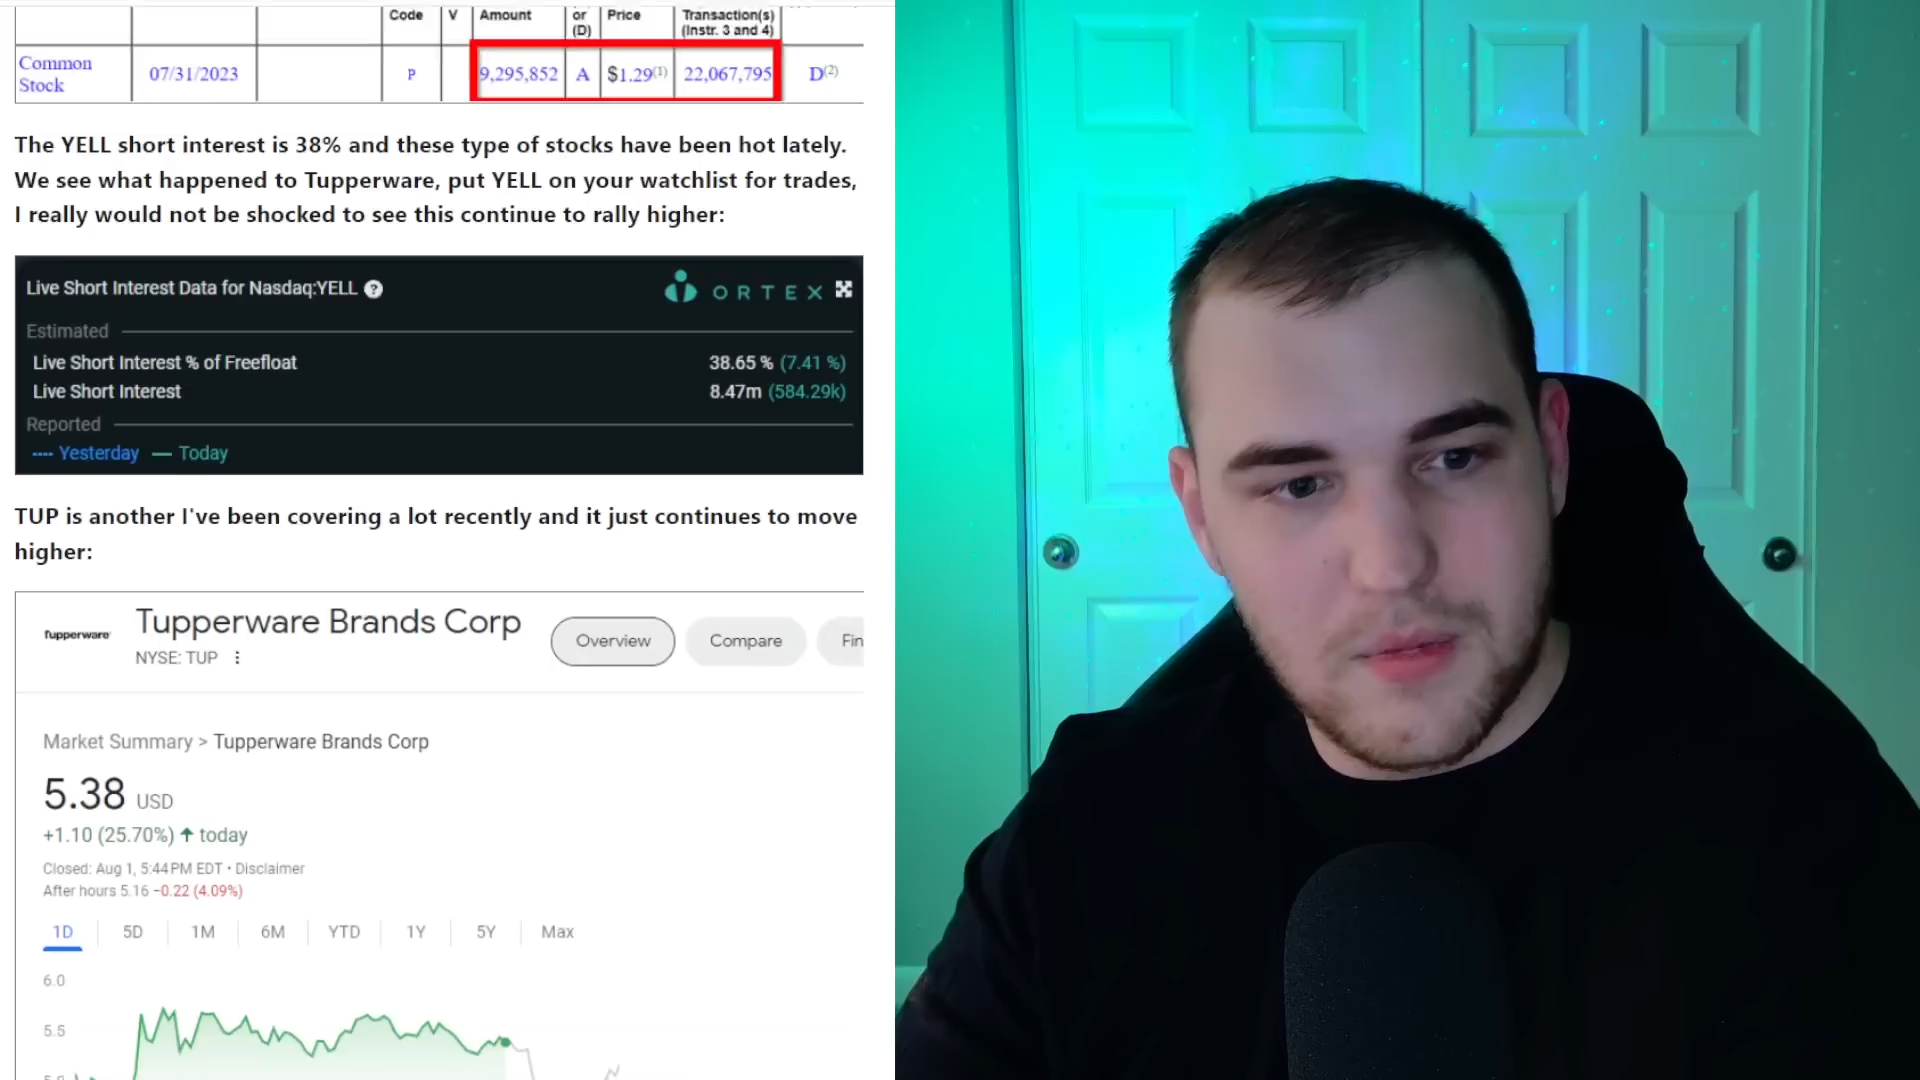 Code V Amount or Price Transaction(s)
(D) (Instr. 3 and 4)
Common
Stock 07/31/2023 P 9,295,852 A $1.29(1) 22,067,795 D(2)
The YELL short interest is 38% and these type of stocks have been hot lately.
We see what happened to Tupperware, put YELL on your watchlist for trades,
I really would not be shocked to see this continue to rally higher:
Live Short Interest Data for Nasdaq:YELL ? ORTEX
Estimated
Live Short Interest % of Freefloat 38.65 % (7.41 %)
Live Short Interest 8.47m (584.29k)
Reported
Yesterday Today
TUP is another I've been covering a lot recently and it just continues to move
higher:
Tupperware Tupperware Brands Corp Overview Compare Fin
NYSE: TUP
Market Summary > Tupperware Brands Corp
5.38 USD
+1.10 (25.70%) ↑ today
Closed: Aug 1, 5:44 PM EDT • Disclaimer
After hours 5.16 −0.22 (4.09%)
1D 5D 1M 6M YTD 1Y 5Y Max
6.0
5.5